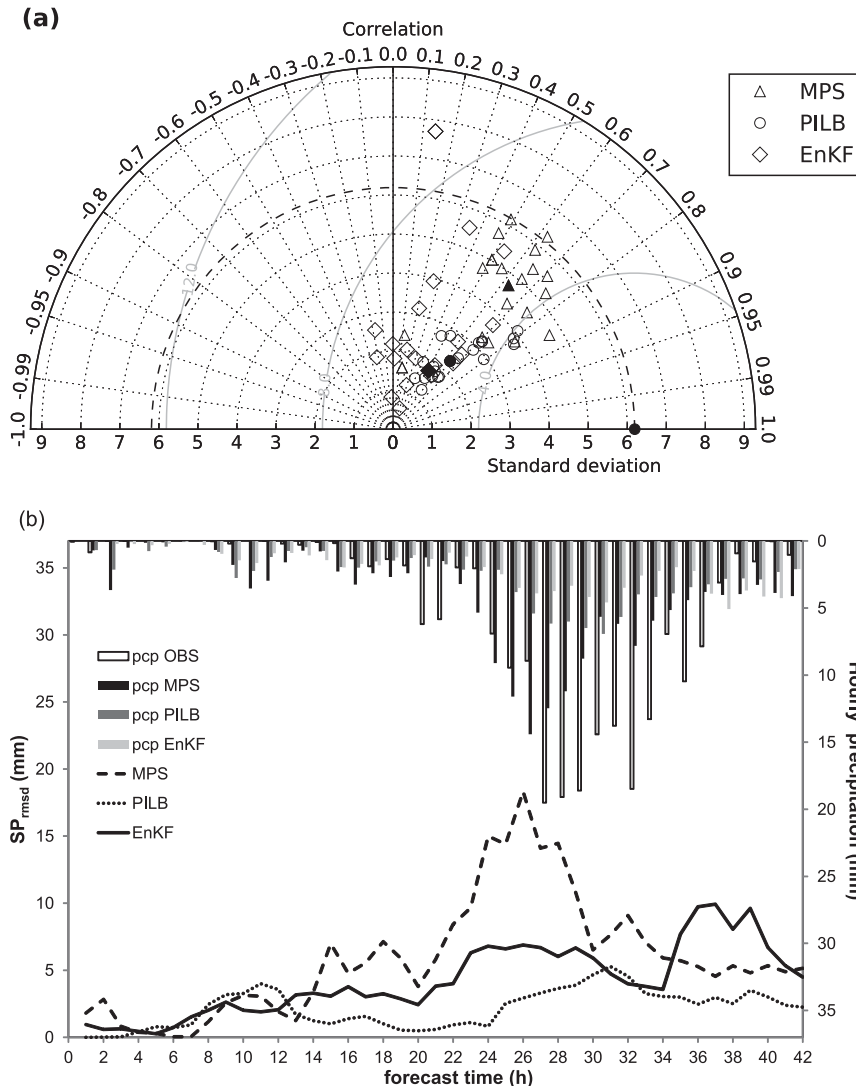 (a)
Correlation
-1.0 -0.99 -0.95 -0.9 -0.8 -0.7 -0.6 -0.5 -0.4 -0.3 -0.2 -0.1 0.0 0.1 0.2 0.3 0.4 0.5 0.6 0.7 0.8 0.9 0.95 0.99 1.0
MPS
PILB
EnKF
12.0
8.0
4.0
9 8 7 6 5 4 3 2 1 0 1 2 3 4 5 6 7 8 9
Standard deviation
(b)
35
30
25
20
15
10
5
0
SPrmsd (mm)
pcp OBS
pcp MPS
pcp PILB
pcp EnKF
MPS
PILB
EnKF
0
5
10
15
20
25
30
35
Hourly precipitation (mm)
0 2 4 6 8 10 12 14 16 18 20 22 24 26 28 30 32 34 36 38 40 42
forecast time (h)